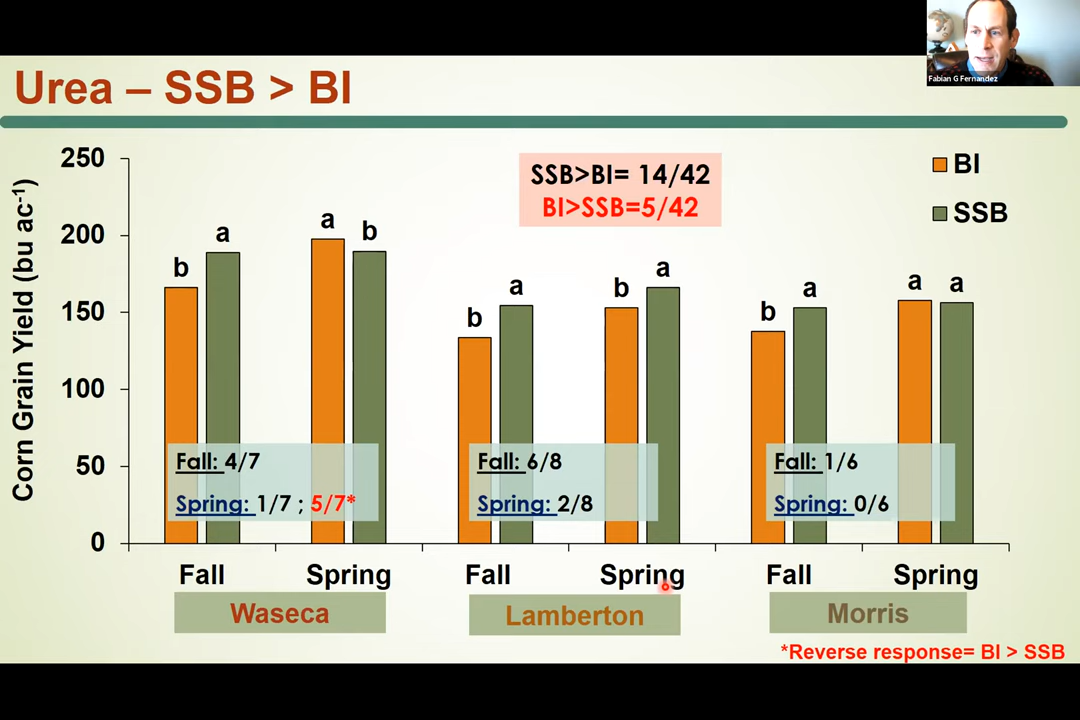 Fabian G Fernandez
Urea – SSB > BI
Corn Grain Yield (bu ac-1)
250
200
150
100
50
0
SSB>BI= 14/42
BI>SSB=5/42
BI
SSB
b
a
a
b
b
a
b
a
b
a
a
a
Fall: 4/7
Spring: 1/7 ; 5/7*
Fall: 6/8
Spring: 2/8
Fall: 1/6
Spring: 0/6
Fall
Spring
Fall
Spring
Fall
Spring
Waseca
Lamberton
Morris
*Reverse response= BI > SSB